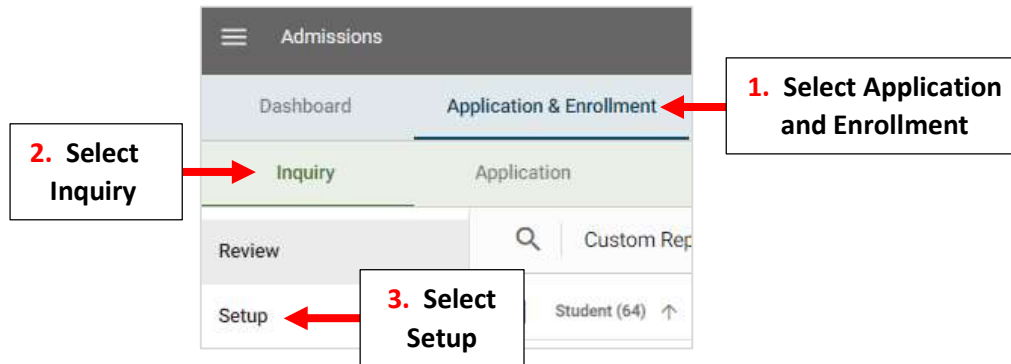 Admissions
Dashboard
Application & Enrollment
1. Select Application
and Enrollment
2. Select
Inquiry
Inquiry
Application
Review
Custom Rep
Setup
3. Select
Setup
Student (64) ↑